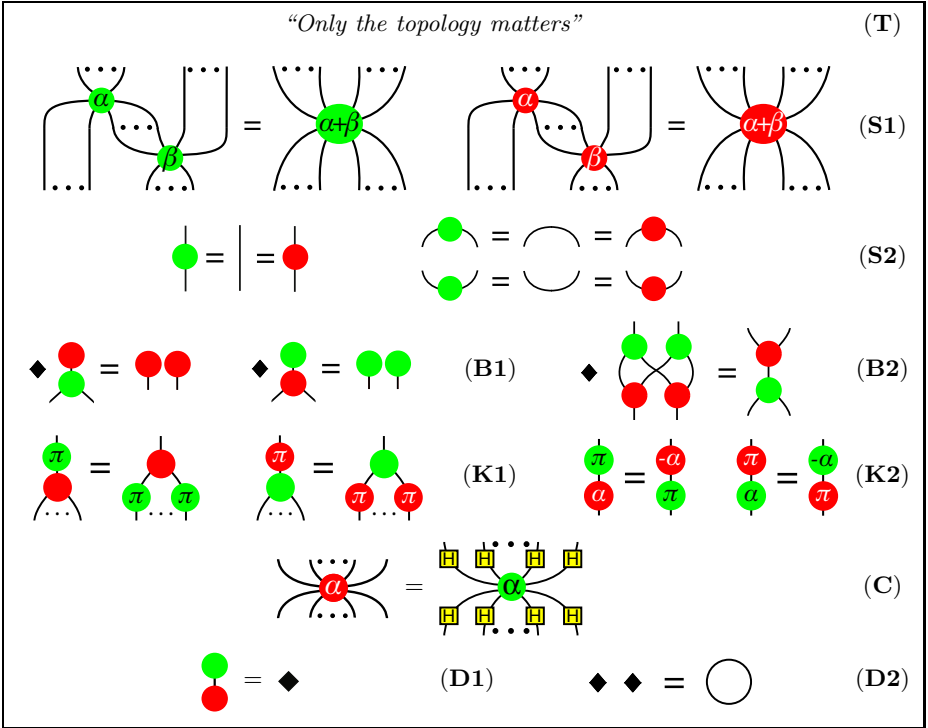 “Only the topology matters” (T)
α β = α+β α β = α+β (S1)
= = = = (S2)
= =
= = (B1) = (B2)
π = π π π = π π (K1) π α = -α π π α = -α π (K2)
α = H H H H α H H H H (C)
= (D1) = (D2)